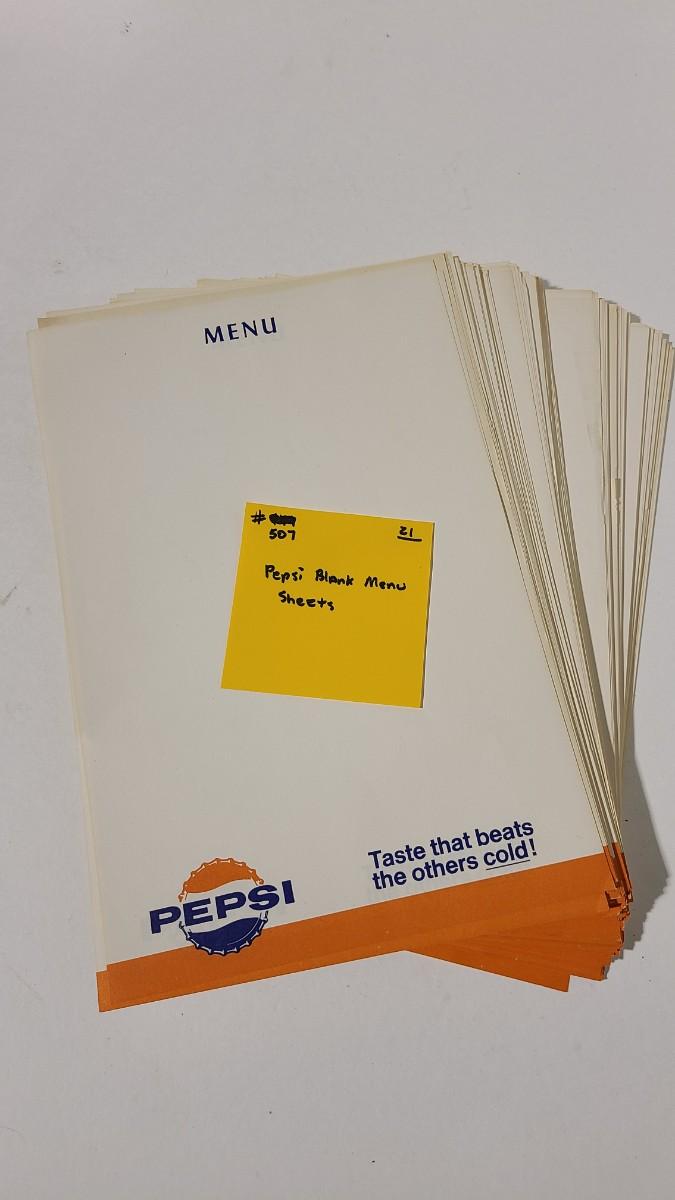 MENU
# 21
507
Pepsi Blank Menu
Sheets
Taste that beats
the others cold!
PEPSI